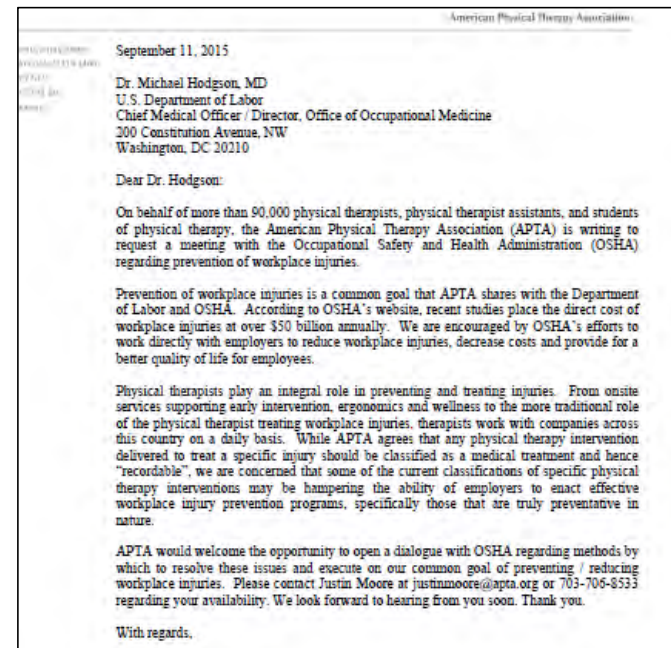 American Physical Therapy Association
September 11, 2015
Dr. Michael Hodgson, MD
U.S. Department of Labor
Chief Medical Officer / Director, Office of Occupational Medicine
200 Constitution Avenue, NW
Washington, DC 20210
Dear Dr. Hodgson:
On behalf of more than 90,000 physical therapists, physical therapist assistants, and students
of physical therapy, the American Physical Therapy Association (APTA) is writing to
request a meeting with the Occupational Safety and Health Administration (OSHA)
regarding prevention of workplace injuries.
Prevention of workplace injuries is a common goal that APTA shares with the Department
of Labor and OSHA. According to OSHA's website, recent studies place the direct cost of
workplace injuries at over $50 billion annually. We are encouraged by OSHA's efforts to
work directly with employers to reduce workplace injuries, decrease costs and provide for a
better quality of life for employees.
Physical therapists play an integral role in preventing and treating injuries. From onsite
services supporting early intervention, ergonomics and wellness to the more traditional role
of the physical therapist treating workplace injuries, therapists work with companies across
this country on a daily basis. While APTA agrees that any physical therapy intervention
delivered to treat a specific injury should be classified as a medical treatment and hence
"recordable", we are concerned that some of the current classifications of specific physical
therapy interventions may be hampering the ability of employers to enact effective
workplace injury prevention programs, specifically those that are truly preventative in
nature.
APTA would welcome the opportunity to open a dialogue with OSHA regarding methods by
which to resolve these issues and execute on our common goal of preventing / reducing
workplace injuries. Please contact Justin Moore at justinmoore@apta.org or 703-706-8533
regarding your availability. We look forward to hearing from you soon. Thank you.
With regards,